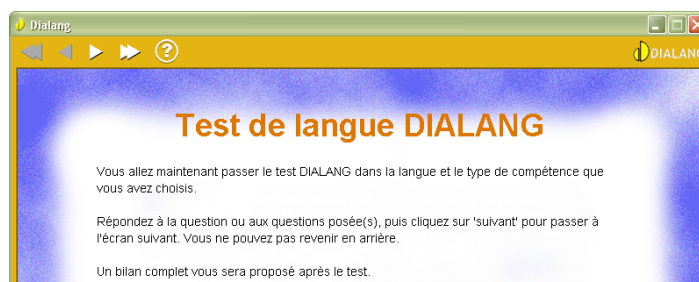 Dialang
?
DIALANG
Test de langue DIALANG
Vous allez maintenant passer le test DIALANG dans la langue et le type de compétence que
vous avez choisis.
Répondez à la question ou aux questions posée(s), puis cliquez sur 'suivant' pour passer à
l'écran suivant. Vous ne pouvez pas revenir en arrière.
Un bilan complet vous sera proposé après le test.